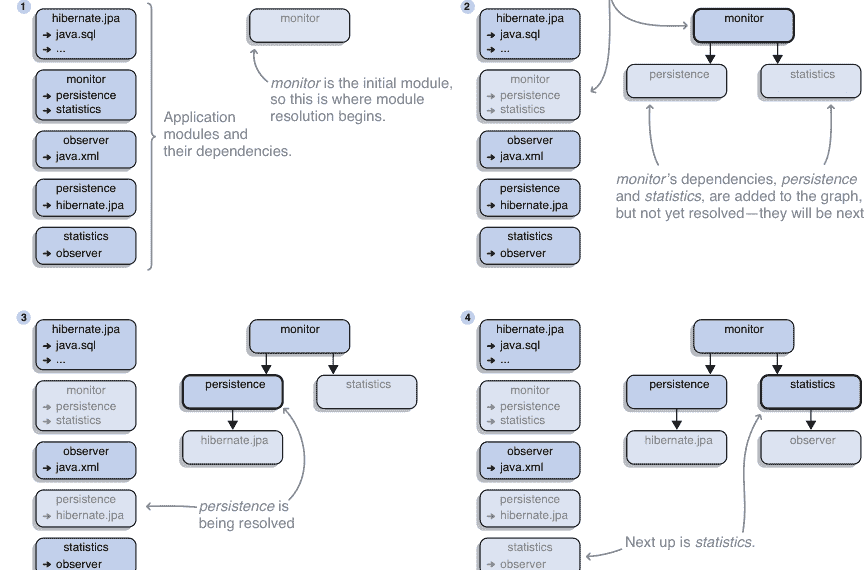 1
hibernate.jpa
➔ java.sql
➔ ...
monitor
➔ persistence
➔ statistics
observer
➔ java.xml
persistence
➔ hibernate.jpa
statistics
➔ observer
Application
modules and
their dependencies.
monitor
monitor is the initial module,
so this is where module
resolution begins.
2
hibernate.jpa
➔ java.sql
➔ ...
monitor
➔ persistence
➔ statistics
observer
➔ java.xml
persistence
➔ hibernate.jpa
statistics
➔ observer
monitor
persistence
statistics
monitor's dependencies, persistence
and statistics, are added to the graph,
but not yet resolved—they will be next
3
hibernate.jpa
➔ java.sql
➔ ...
monitor
➔ persistence
➔ statistics
observer
➔ java.xml
persistence
➔ hibernate.jpa
statistics
➔ observer
monitor
persistence
statistics
hibernate.jpa
persistence is
being resolved
4
hibernate.jpa
➔ java.sql
➔ ...
monitor
➔ persistence
➔ statistics
observer
➔ java.xml
persistence
➔ hibernate.jpa
statistics
➔ observer
monitor
persistence
statistics
hibernate.jpa
observer
Next up is statistics.